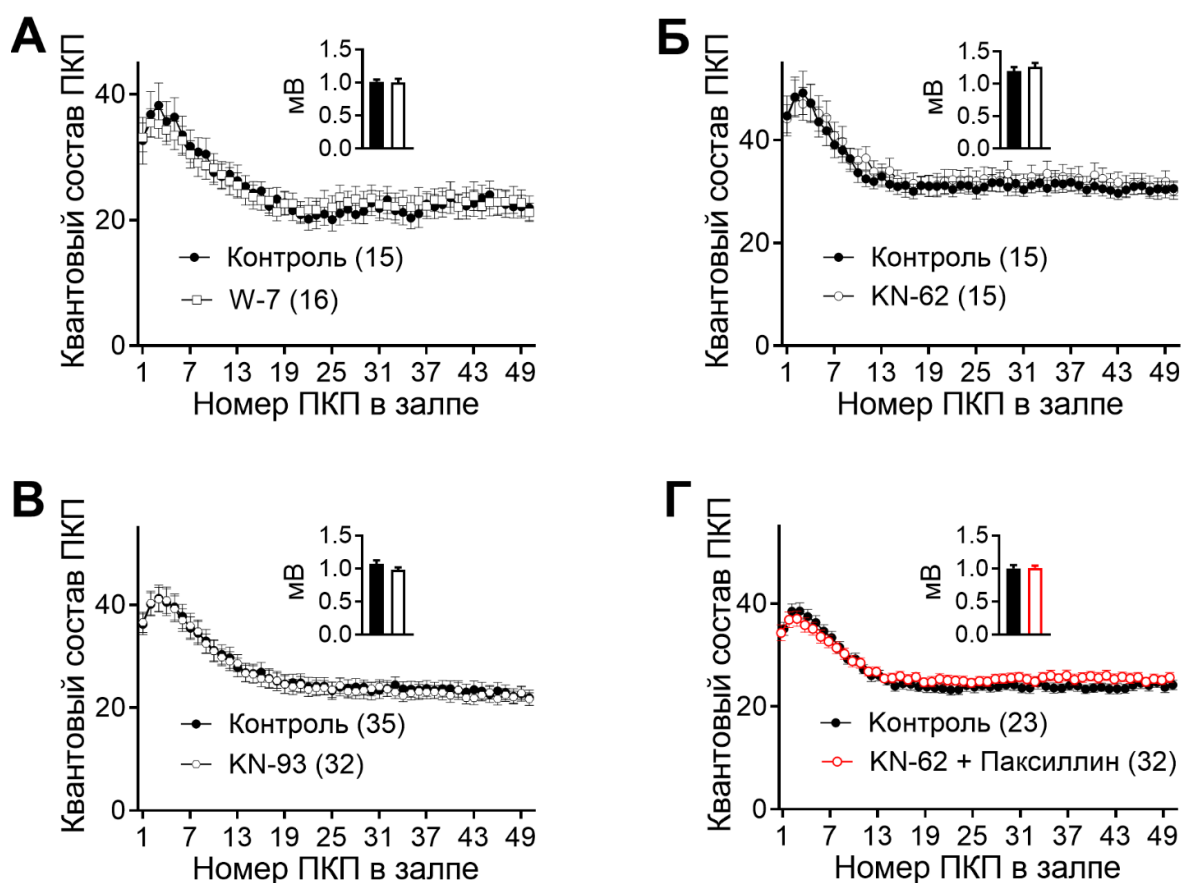 А
Квантовый состав ПКП
40
20
0
мВ
1.5
1.0
0.5
0.0
Контроль (15)
W-7 (16)
1 7 13 19 25 31 37 43 49
Номер ПКП в залпе
Б
Квантовый состав ПКП
40
20
0
мВ
1.5
1.0
0.5
0.0
Контроль (15)
KN-62 (15)
1 7 13 19 25 31 37 43 49
Номер ПКП в залпе
В
Квантовый состав ПКП
40
20
0
мВ
1.5
1.0
0.5
0.0
Контроль (35)
KN-93 (32)
1 7 13 19 25 31 37 43 49
Номер ПКП в залпе
Г
Квантовый состав ПКП
40
20
0
мВ
1.5
1.0
0.5
0.0
Контроль (23)
KN-62 + Паксиллин (32)
1 7 13 19 25 31 37 43 49
Номер ПКП в залпе